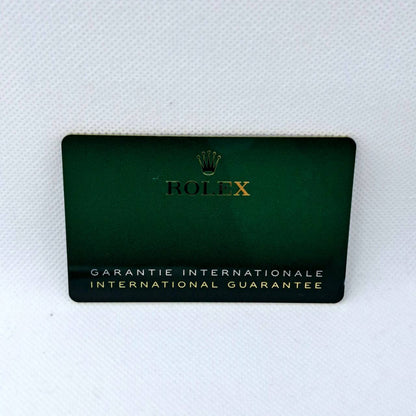 ROLEX
GARANTIE INTERNATIONALE
INTERNATIONAL GUARANTEE